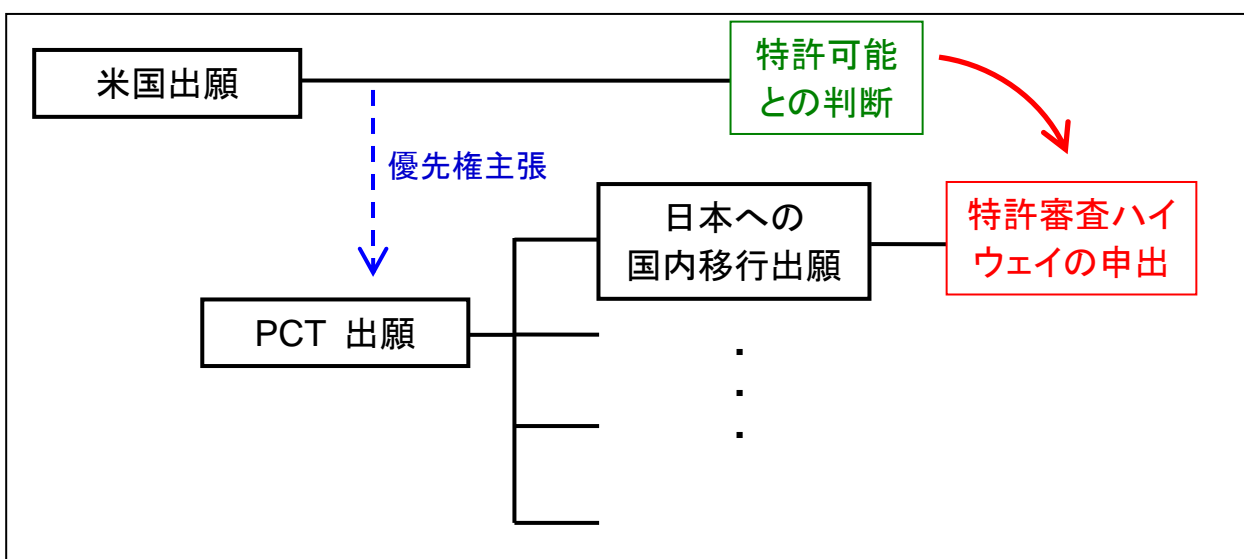 米国出願
特許可能
との判断
優先権主張
日本への
国内移行出願
特許審査ハイ
ウェイの申出
PCT 出願
・
・
・